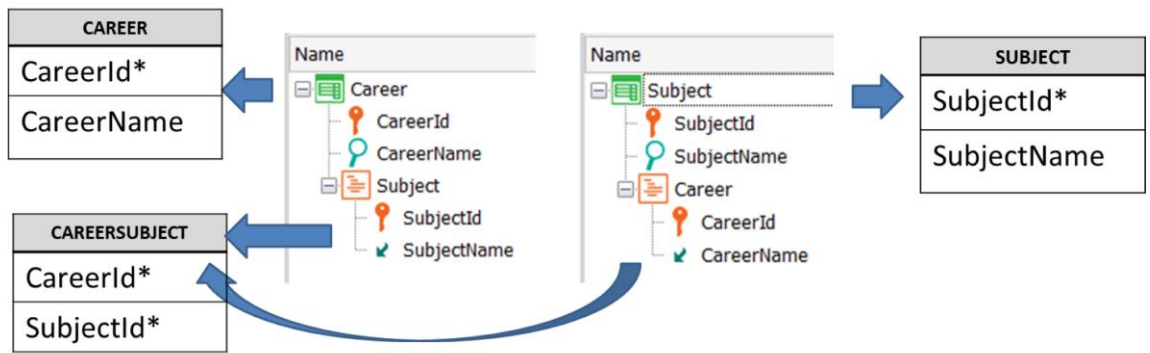 CAREER
CareerId*
CareerName
Name
Career
CareerId
CareerName
Subject
SubjectId
SubjectName
Name
Subject
SubjectId
SubjectName
Career
CareerId
CareerName
SUBJECT
SubjectId*
SubjectName
CAREERSUBJECT
CareerId*
SubjectId*